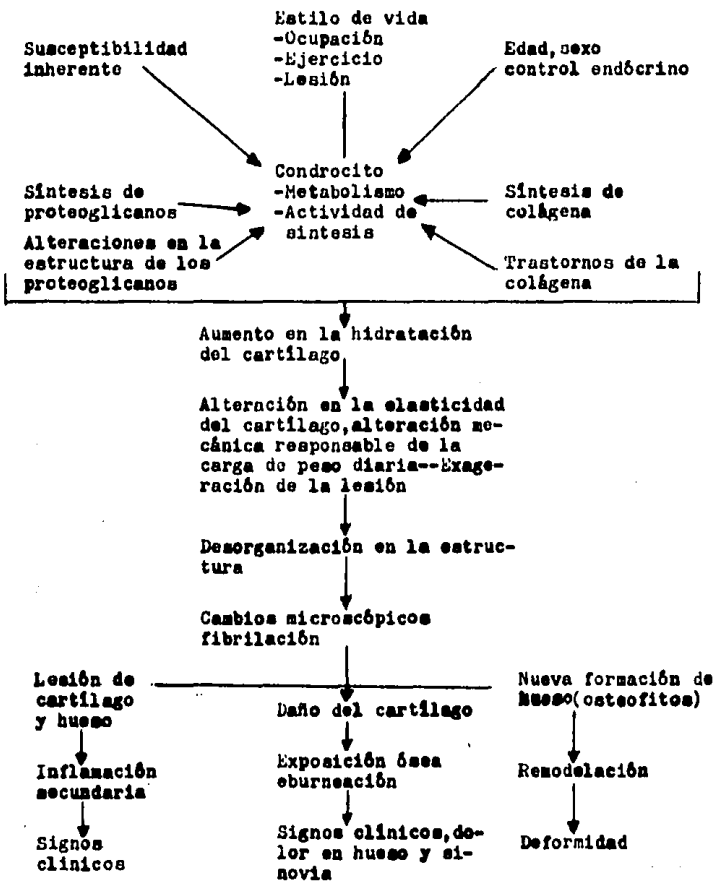 Estilo de vida
-Ocupación
-Ejercicio
-Lesión
Susceptibilidad
inherente
Edad, sexo
control endócrino
Condrocito
-Metabolismo
-Actividad de
síntesis
Síntesis de
proteoglicanos
Síntesis de
colágena
Alteraciones en la
estructura de los
proteoglicanos
Trastornos de la
colágena
Aumento en la hidratación
del cartílago
Alteración en la elasticidad
del cartílago, alteración me-
cánica responsable de la
carga de peso diaria--Exage-
ración de la lesión
Desorganización en la estruc-
tura
Cambios microscópicos
fibrilación
Lesión de
cartílago
y hueso
Daño del cartílago
Nueva formación de
hueso(osteofitos)
Inflamación
secundaria
Exposición ósea
eburneación
Remodelación
Signos
clinicos
Signos clínicos, do-
lor en hueso y si-
novia
Deformidad